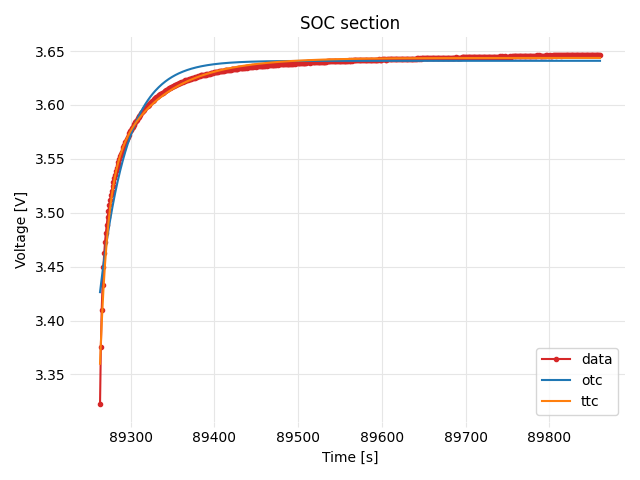 SOC section
3.65
3.60
3.55
3.50
3.45
3.40
3.35
Voltage [V]
data
otc
ttc
89300 89400 89500 89600 89700 89800
Time [s]